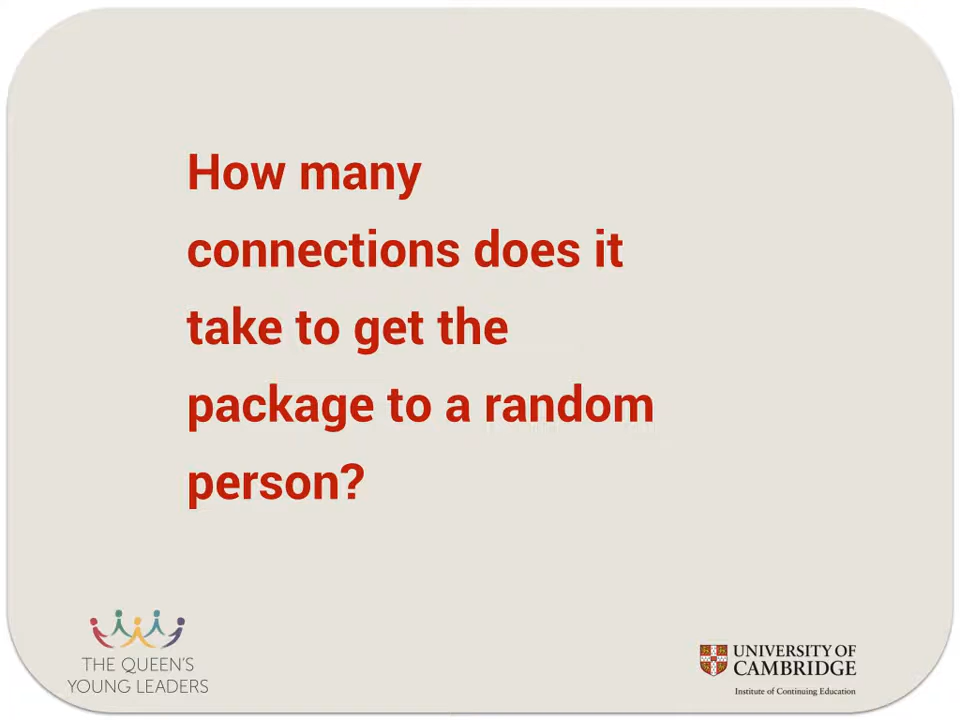 How many
connections does it
take to get the
package to a random
person?
THE QUEEN'S
YOUNG LEADERS
UNIVERSITY OF
CAMBRIDGE
Institute of Continuing Education